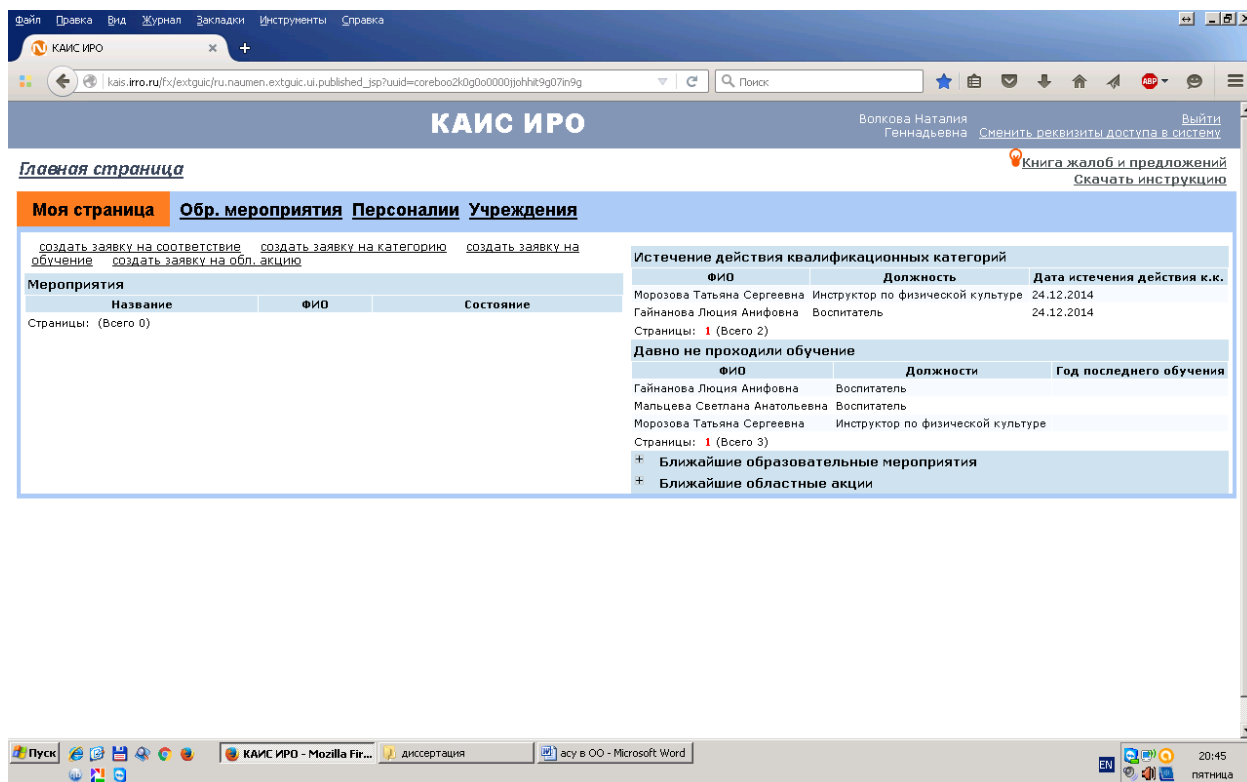 Файл Правка Вид Журнал Закладки Инструменты Справка
КАИС ИРО
kais.irro.ru/fx/extguic/ru.naumen.extguic.ui.published_jsp?uuid=coreboo2k0g0o0000jjohhit9g07in9g
Поиск
ABP
КАИС ИРО
Волкова Наталия Геннадьевна
Выйти
Сменить реквизиты доступа в систему
Главная страница
Книга жалоб и предложений
Скачать инструкцию
Моя страница Обр. мероприятия Персоналии Учреждения
создать заявку на соответствие создать заявку на категорию создать заявку на
обучение создать заявку на обл. акцию
Мероприятия
Название ФИО Состояние
Страницы: (Всего 0)
Истечение действия квалификационных категорий
ФИО Должность Дата истечения действия к.к.
Морозова Татьяна Сергеевна Инструктор по физической культуре 24.12.2014
Гайнанова Люция Анифовна Воспитатель 24.12.2014
Страницы: 1 (Всего 2)
Давно не проходили обучение
ФИО Должности Год последнего обучения
Гайнанова Люция Анифовна Воспитатель
Мальцева Светлана Анатольевна Воспитатель
Морозова Татьяна Сергеевна Инструктор по физической культуре
Страницы: 1 (Всего 3)
+ Ближайшие образовательные мероприятия
+ Ближайшие областные акции
Пуск
КАИС ИРО - Mozilla Fir...
диссертация
асу в ОО - Microsoft Word
EN
20:45
пятница